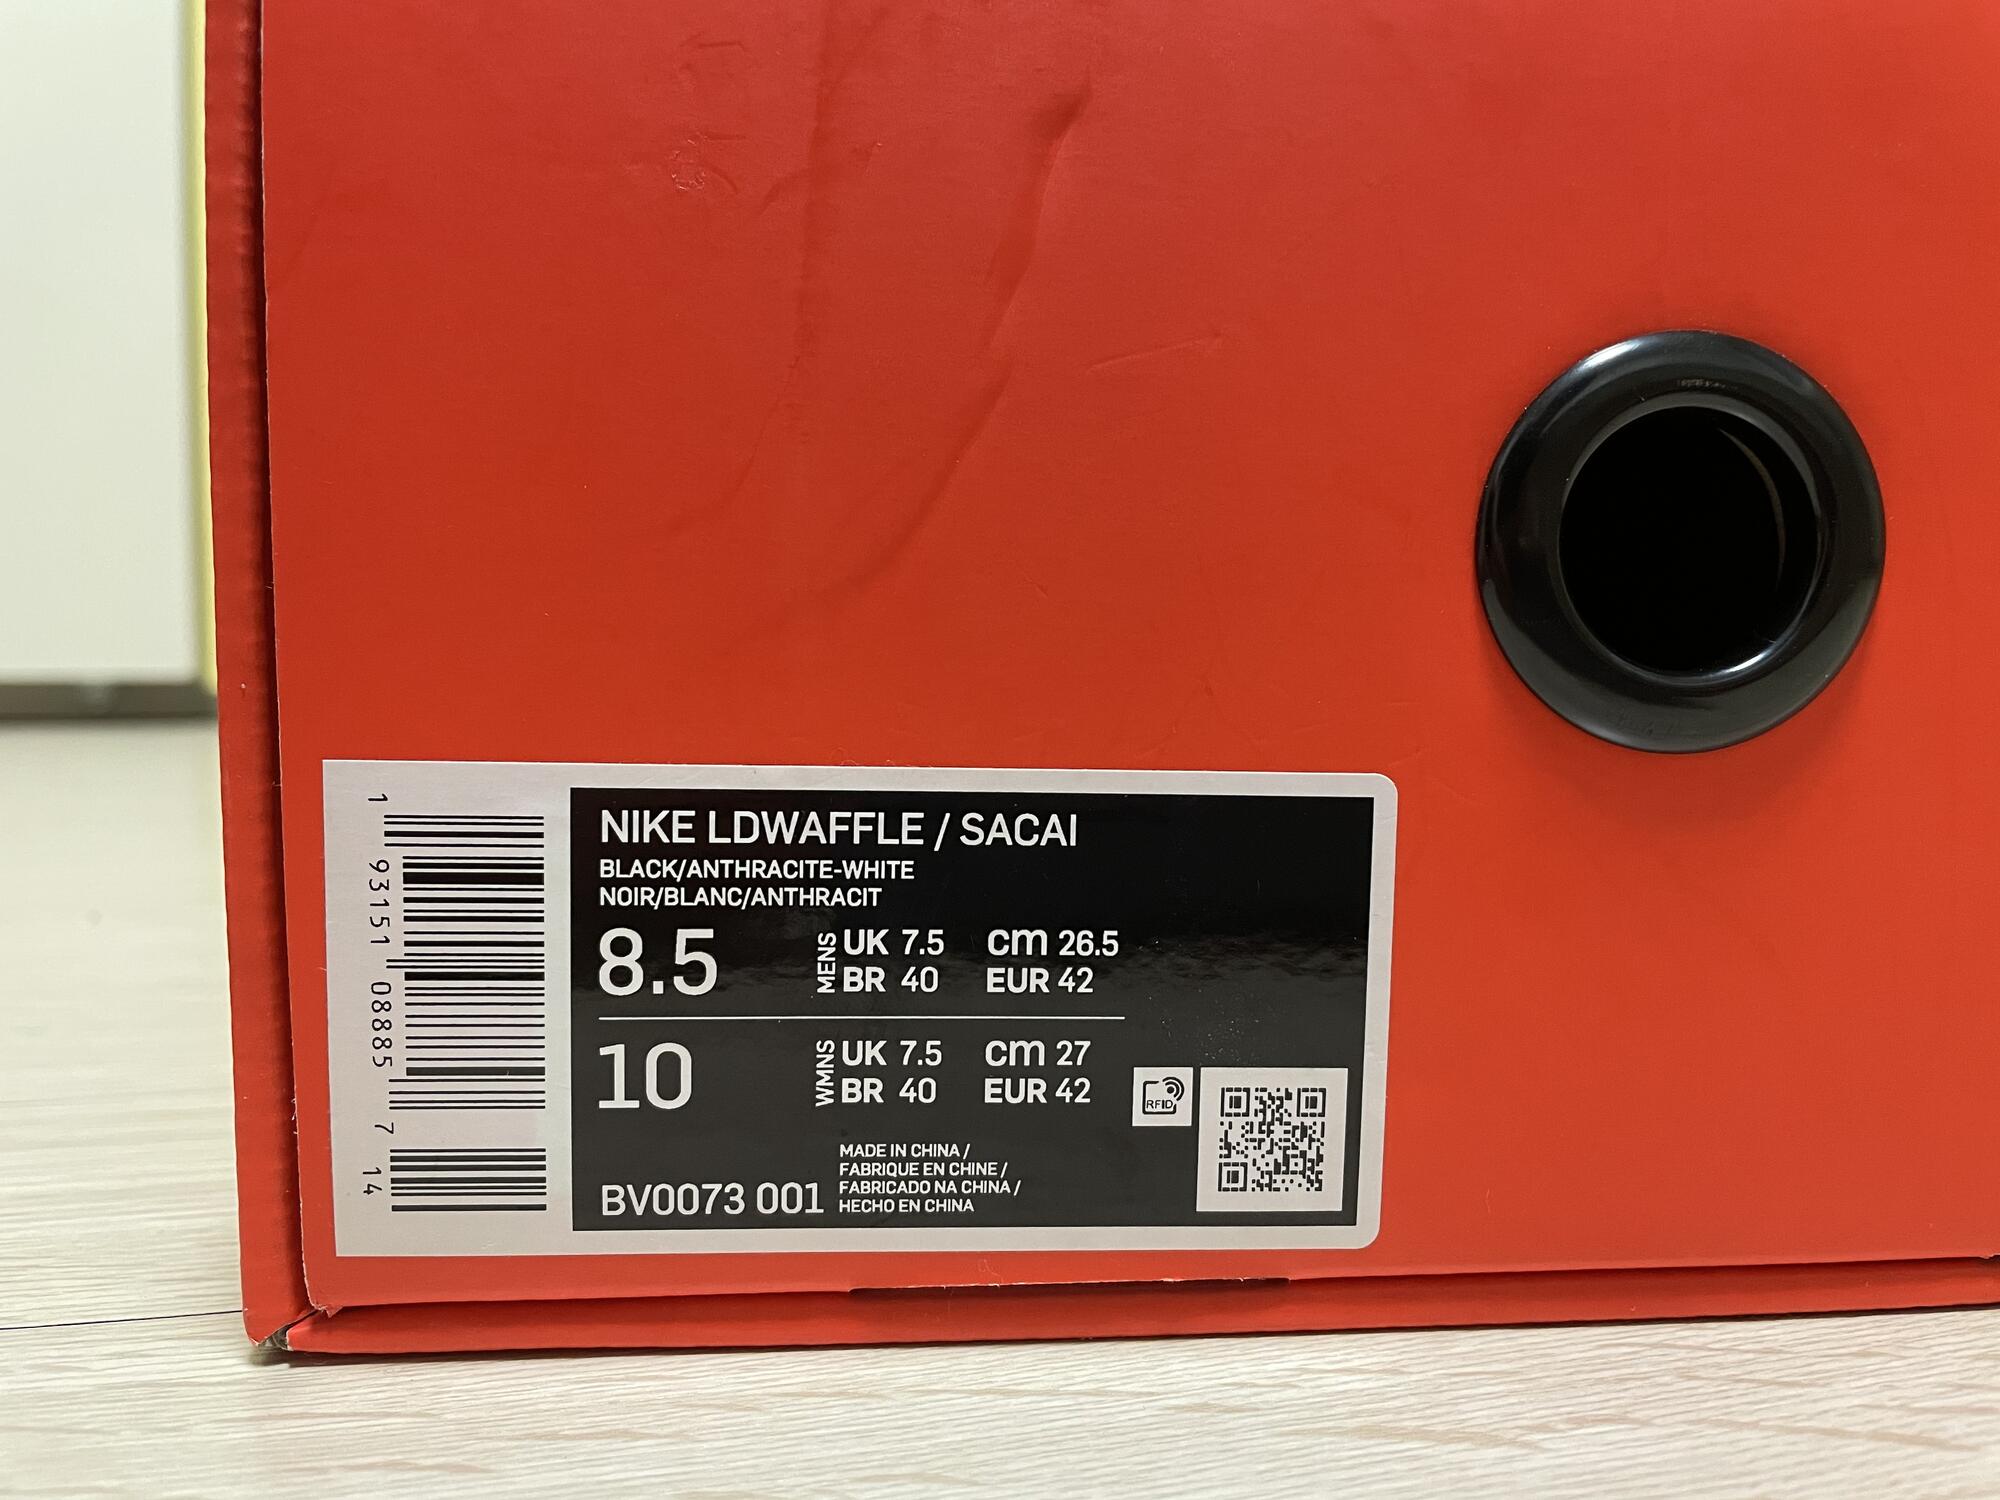 NIKE LDWAFFLE / SACAI
BLACK/ANTHRACITE-WHITE
NOIR/BLANC/ANTHRACIT
8.5 MENS UK 7.5 cm 26.5
BR 40 EUR 42
10 WMNS UK 7.5 cm 27
BR 40 EUR 42
RFID
MADE IN CHINA /
FABRIQUE EN CHINE /
FABRICADO NA CHINA /
HECHO EN CHINA
BV0073 001
1 93151 08885 7 14